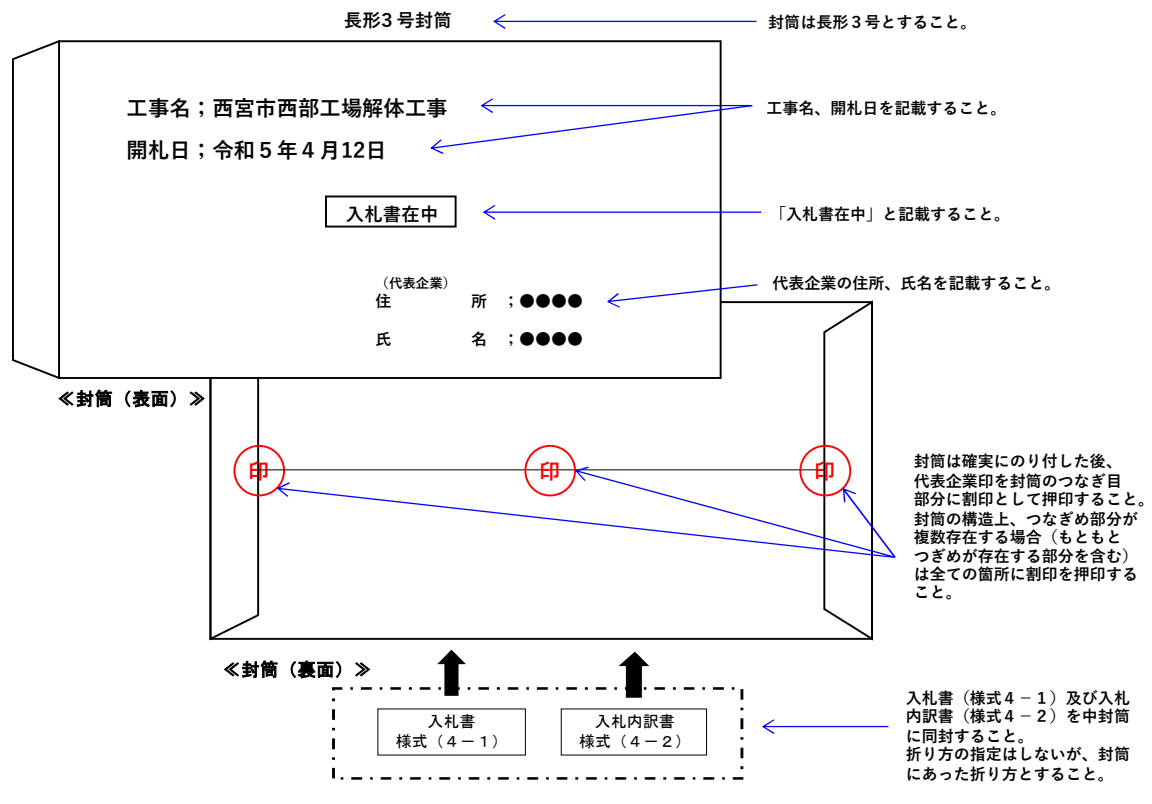 長形3号封筒
封筒は長形3号とすること。
工事名；西宮市西部工場解体工事
工事名、開札日を記載すること。
開札日；令和5年4月12日
入札書在中
「入札書在中」と記載すること。
（代表企業）
住　　所　；●●●●
代表企業の住所、氏名を記載すること。
氏　　名　；●●●●
≪封筒（表面）≫
印
印
印
封筒は確実にのり付した後、
代表企業印を封筒のつなぎ目
部分に割印として押印すること。
封筒の構造上、つなぎめ部分が
複数存在する場合（もともと
つぎめが存在する部分を含む）
は全ての箇所に割印を押印する
こと。
≪封筒（裏面）≫
入札書
様式（4－1）
入札内訳書
様式（4－2）
入札書（様式4－1）及び入札
内訳書（様式4－2）を中封筒
に同封すること。
折り方の指定はしないが、封筒
にあった折り方とすること。